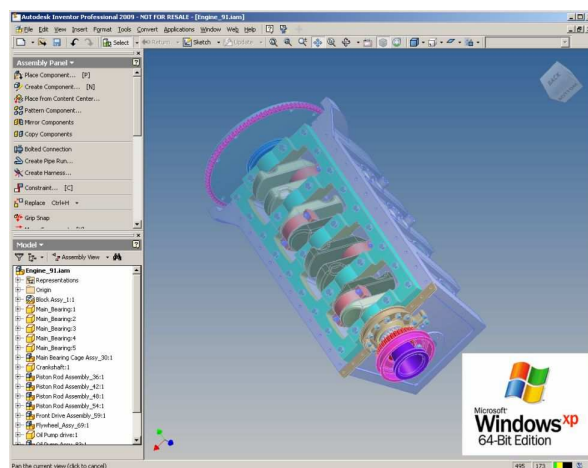 Autodesk Inventor Professional 2009 - NOT FOR RESALE - [Engine_91.iam]
File Edit View Insert Format Tools Convert Applications Window Web Help
Select Return Sketch Update
Assembly Panel
Place Component... [P]
Create Component... [N]
Place from Content Center...
Pattern Component...
Mirror Components
Copy Components
Bolted Connection
Create Pipe Run...
Create Harness...
Constraint... [C]
Replace Ctrl+H
Grip Snap
Model
Assembly View
Engine_91.iam
Representations
Origin
Block Assy_1:1
Main_Bearing:1
Main_Bearing:2
Main_Bearing:3
Main_Bearing:4
Main_Bearing:5
Main Bearing Cage Assy_30:1
Crankshaft:1
Piston Rod Assembly_36:1
Piston Rod Assembly_42:1
Piston Rod Assembly_48:1
Piston Rod Assembly_54:1
Front Drive Assembly_59:1
Flywheel_Assy_69:1
Oil Pump drive:1
BACK
Microsoft
Windows xp
64-Bit Edition
Pan the current view (click to cancel)
495 173